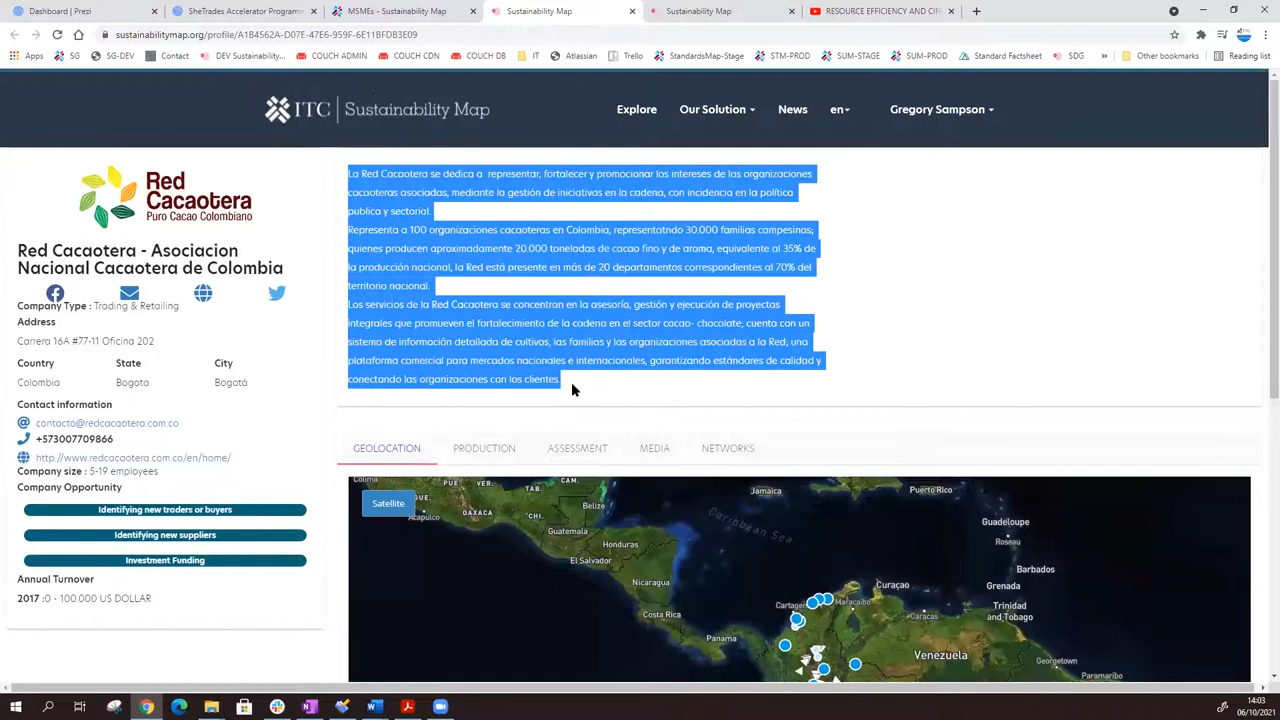 Dashboard | Prezi
SheTrades Accelerator Programm
MSMEs - Sustainability Map
Sustainability Map
Sustainability Map
RESOURCE EFFICIENCY AND CIR
sustainabilitymap.org/profile/A1B4562A-D07E-47E6-959F-6E11BFDB3E09
Apps
SG
SG-DEV
Contact
DEV Sustainability...
COUCH ADMIN
COUCH CDN
COUCH DB
IT
Atlassian
Trello
StandardsMap-Stage
STM-PROD
SUM-STAGE
SUM-PROD
Standard Factsheet
SDG
»
Other bookmarks
Reading list
ITC | Sustainability Map
Explore
Our Solution
News
en
Gregory Sampson
Red
Cacaotera
Puro Cacao Colombiano
Red Cacaotera - Asociacion
Nacional Cacaotera de Colombia
Company Type : Trading & Retailing
Address
Carrera 16A #77-11 Oficina 202
Country State City
Colombia Bogota Bogotá
Contact information
contacto@redcacaotera.com.co
+573007709866
http://www.redcacaotera.com.co/en/home/
Company size : 5-19 employees
Company Opportunity
Identifying new traders or buyers
Identifying new suppliers
Investment Funding
Annual Turnover
2017 :0 - 100.000 US DOLLAR
La Red Cacaotera se dedica a representar, fortalecer y promocionar los intereses de las organizaciones
cacaoteras asociadas, mediante la gestión de iniciativas en la cadena, con incidencia en la política
publica y sectorial.
Representa a 100 organizaciones cacaoteras en Colombia, representatndo 30.000 familias campesinas;
quienes producen aproximadamente 20.000 toneladas de cacao fino y de aroma, equivalente al 35% de
la producción nacional, la Red está presente en más de 20 departamentos correspondientes al 70% del
territorio nacional.
Los servicios de la Red Cacaotera se concentran en la asesoría, gestión y ejecución de proyectas
integrales que promueven el fortalecimiento de la cadena en el sector cacao- chocolate; cuenta con un
sistema de información detallada de cultivos, las familias y las organizaciones asociadas a la Red; una
plataforma comercial para mercados nacionales e internacionales, garantizando estándares de calidad y
conectando las organizaciones con los clientes.
GEOLOCATION
PRODUCTION
ASSESSMENT
MEDIA
NETWORKS
Satellite
Colima
PUE.
VER.
TAB.
CAM.
Acapulco
OAXACA
CHI.
Belize
Guatemala
Honduras
El Salvador
Nicaragua
Costa Rica
Panama
Jamaica
Caribbean Sea
Puerto Rico
Guadeloupe
Roseau
Barbados
Grenada
Trinidad
and Tobago
Curaçao
Cartagena
Maracaibo
Caracas
Venezuela
Georgetown
Paramaribo
14:03
06/10/2021